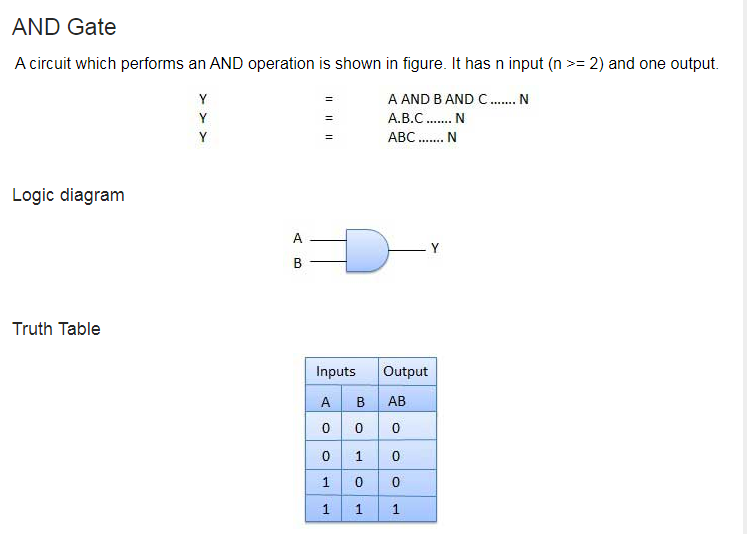 AND Gate
A circuit which performs an AND operation is shown in figure. It has n input (n >= 2) and one output.
Y = A AND B AND C ....... N
Y = A.B.C ....... N
Y = ABC ....... N
Logic diagram
A
Y
B
Truth Table
Inputs Output
A B AB
0 0 0
0 1 0
1 0 0
1 1 1